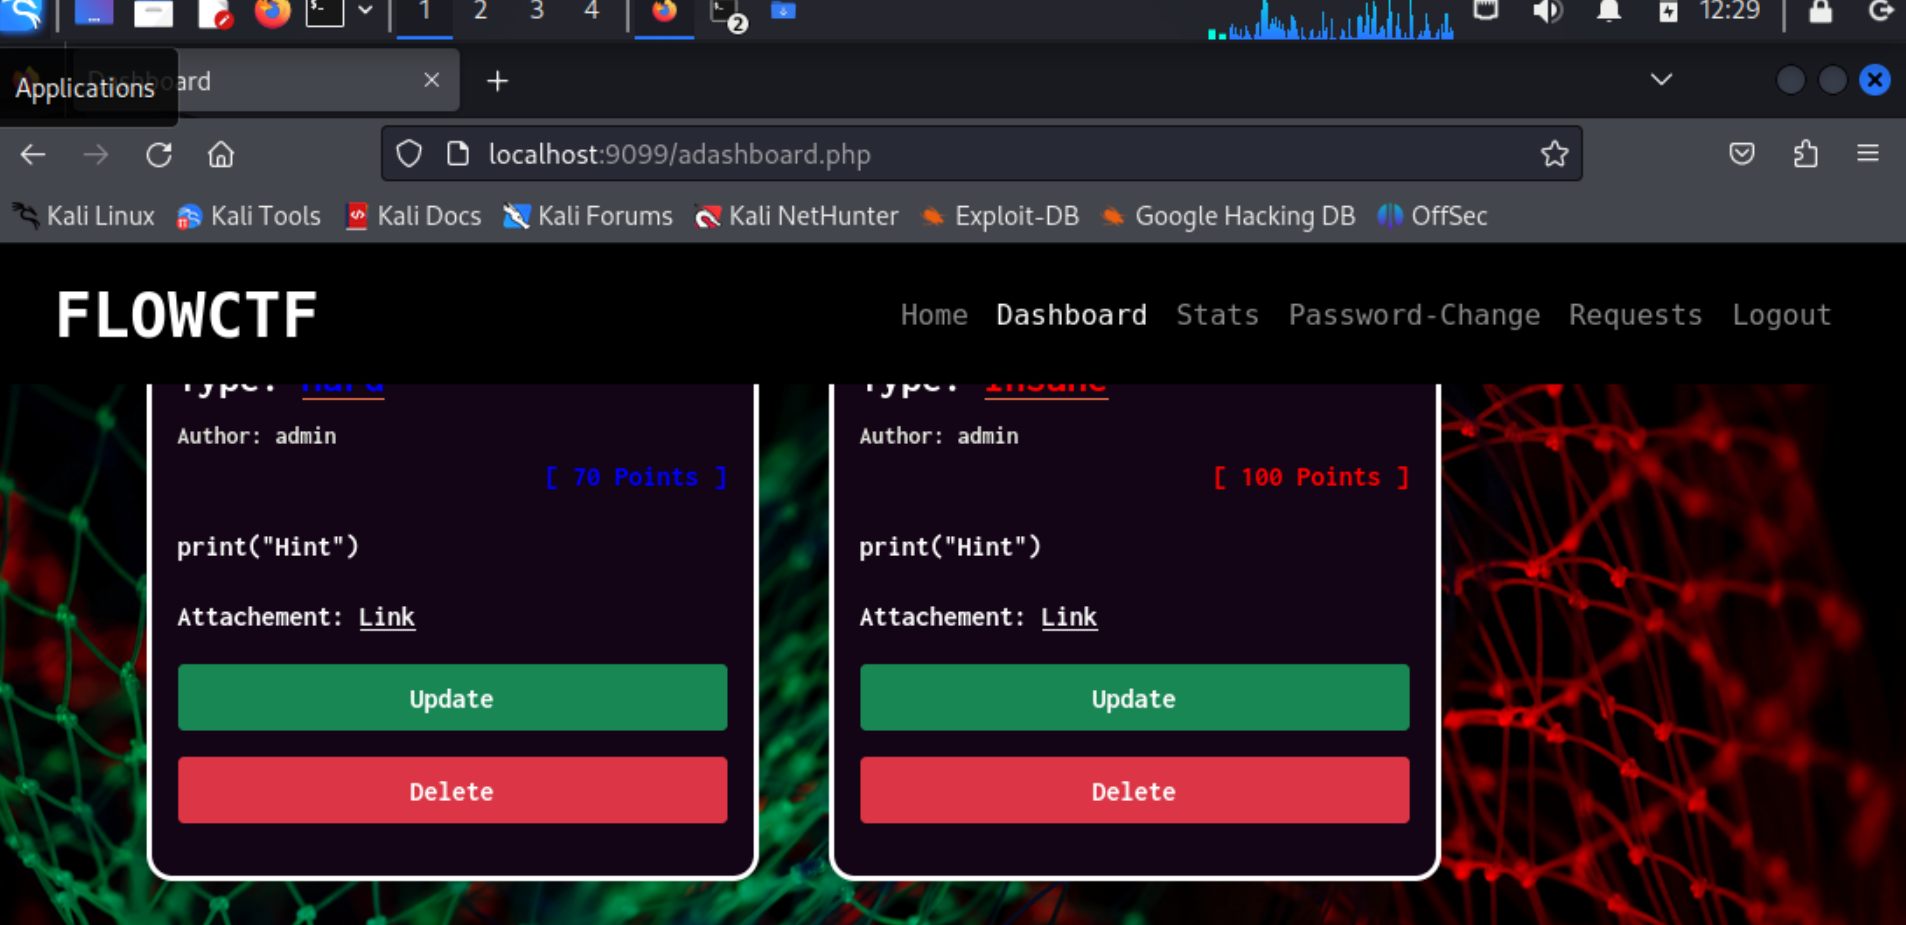 1 2 3 4 2 12:29
Applications ard
localhost:9099/adashboard.php
Kali Linux Kali Tools Kali Docs Kali Forums Kali NetHunter Exploit-DB Google Hacking DB OffSec
FLOWCTF Home Dashboard Stats Password-Change Requests Logout
Type: Hard Type: Insane
Author: admin Author: admin
[ 70 Points ] [ 100 Points ]
print("Hint") print("Hint")
Attachement: Link Attachement: Link
Update Update
Delete Delete